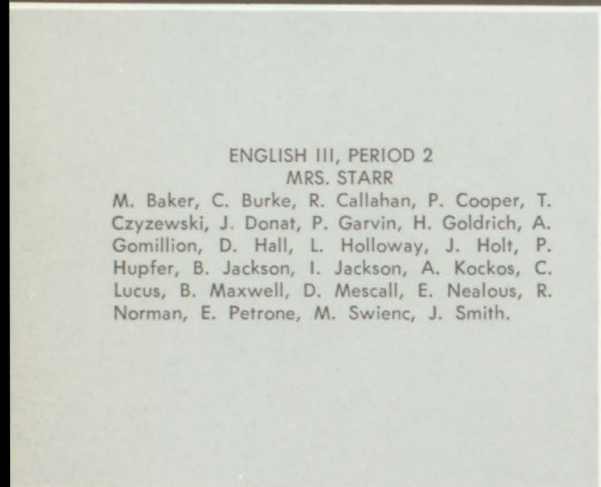 ENGLISH III, PERIOD 2
MRS. STARR
M. Baker, C. Burke, R. Callahan, P. Cooper, T.
Czyzewski, J. Donat, P. Garvin, H. Goldrich, A.
Gomillion, D. Hall, L. Holloway, J. Holt, P.
Hupfer, B. Jackson, I. Jackson, A. Kockos, C.
Lucus, B. Maxwell, D. Mescall, E. Nealous, R.
Norman, E. Petrone, M. Swienc, J. Smith.